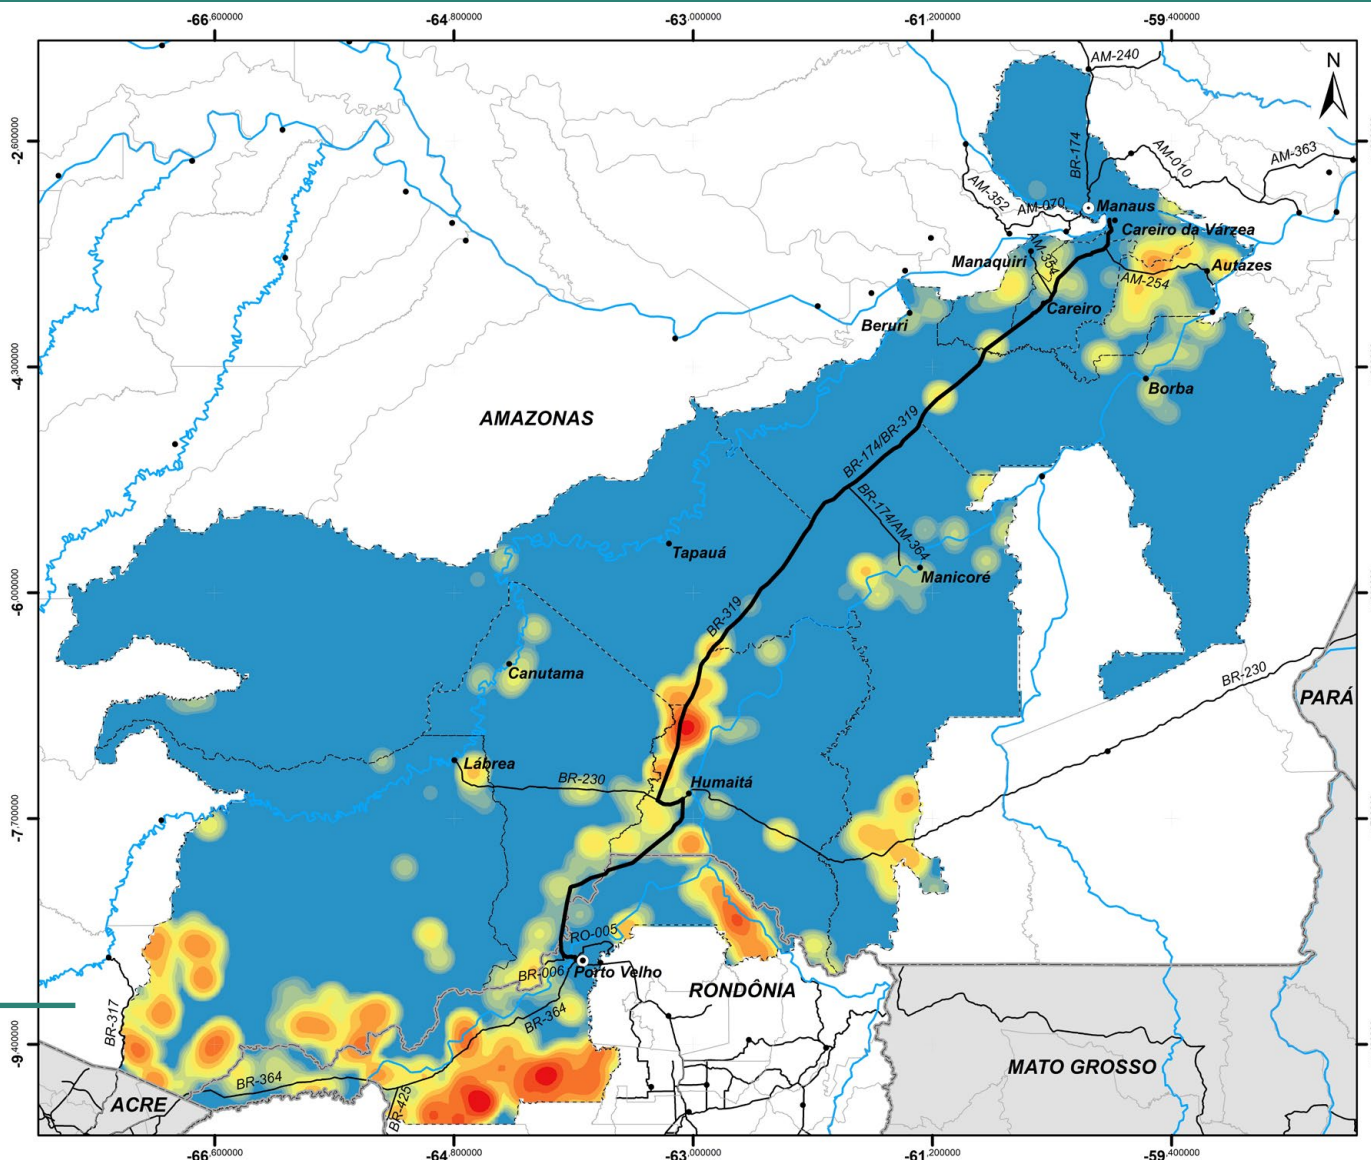 -66,600000 -64,800000 -63,000000 -61,200000 -59,400000
AM-240
N
-2,600000
BR-174
AM-010
AM-363
AM-352
AM-070
Manaus
Careiro da Várzea
AM-354
Manaquiri
Autazes
AM-254
Careiro
Beruri
-4,300000
Borba
AMAZONAS
BR-174/BR-319
BR-174/AM-364
Tapauá
Manicoré
-6,000000
BR-319
Canutama
BR-230
PARÁ
Lábrea
BR-230
Humaitá
-7,700000
RO-005
BR-006
Porto Velho
RONDÔNIA
BR-317
BR-364
-9,400000
MATO GROSSO
BR-364
BR-425
ACRE
-66,600000 -64,800000 -63,000000 -61,200000 -59,400000